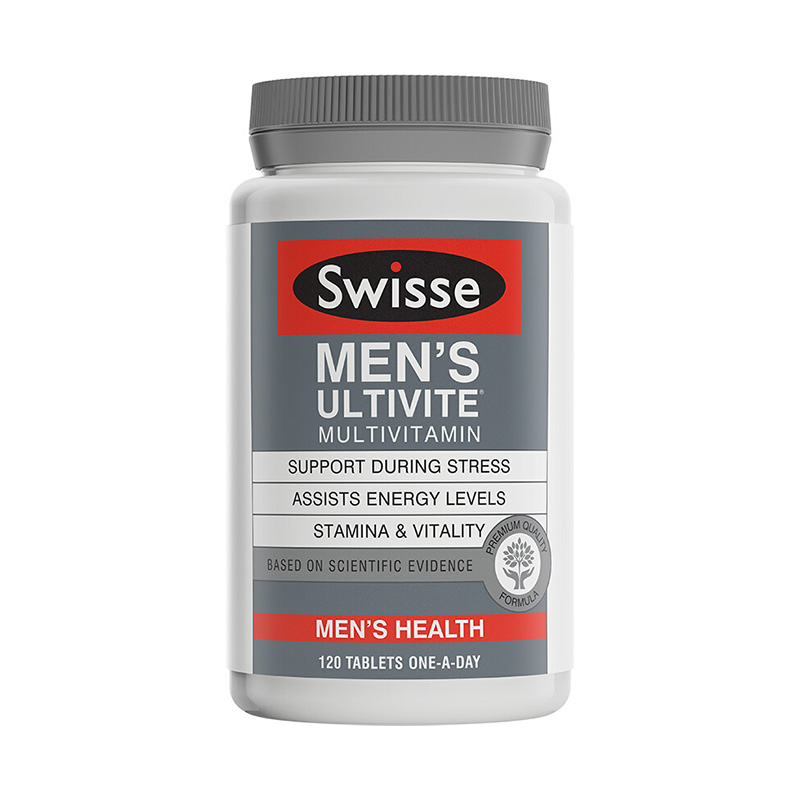 Swisse
MEN'S
ULTIVITE®
MULTIVITAMIN
SUPPORT DURING STRESS
ASSISTS ENERGY LEVELS
STAMINA & VITALITY
BASED ON SCIENTIFIC EVIDENCE
PREMIUM QUALITY
FORMULA
MEN'S HEALTH
120 TABLETS ONE-A-DAY